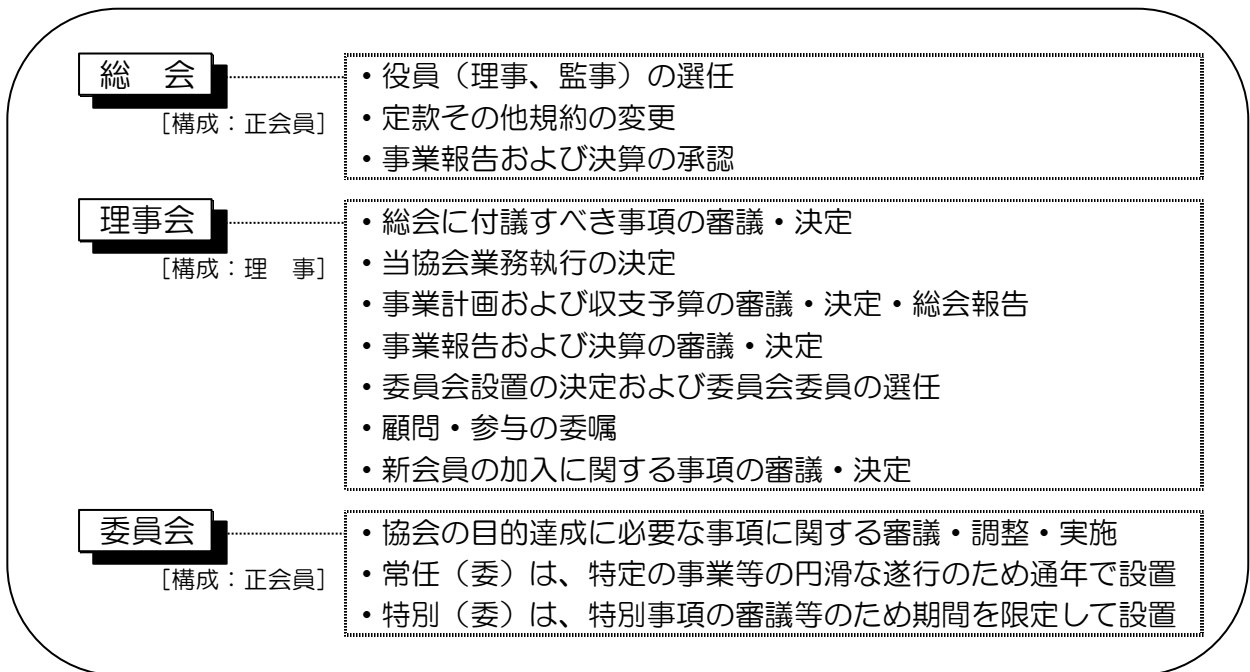 総　会
［構成：正会員］
・役員（理事、監事）の選任
・定款その他規約の変更
・事業報告および決算の承認
理事会
［構成：理　事］
・総会に付議すべき事項の審議・決定
・当協会業務執行の決定
・事業計画および収支予算の審議・決定・総会報告
・事業報告および決算の審議・決定
・委員会設置の決定および委員会委員の選任
・顧問・参与の委嘱
・新会員の加入に関する事項の審議・決定
委員会
［構成：正会員］
・協会の目的達成に必要な事項に関する審議・調整・実施
・常任（委）は、特定の事業等の円滑な遂行のため通年で設置
・特別（委）は、特別事項の審議等のため期間を限定して設置